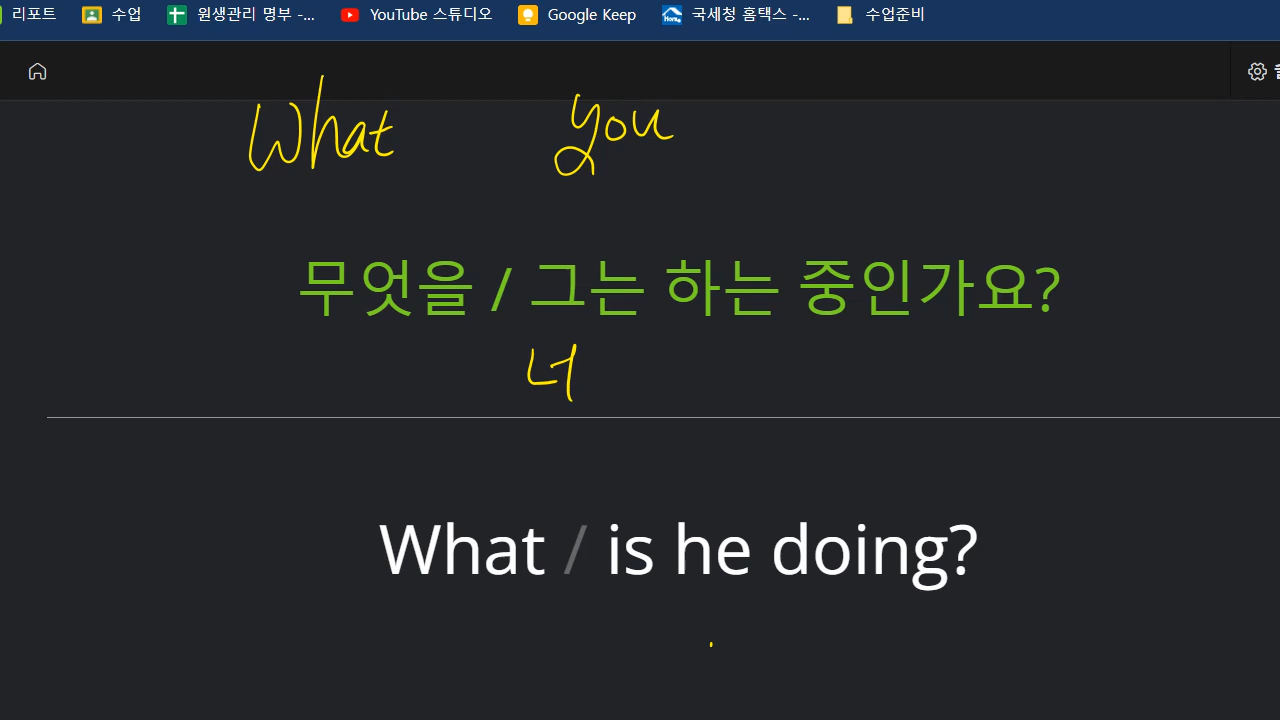 리포트 수업 원생관리 명부 -... YouTube 스튜디오 Google Keep 국세청 홈택스 -... 수업준비
What you
무엇을 / 그는 하는 중인가요?
너
What / is he doing?